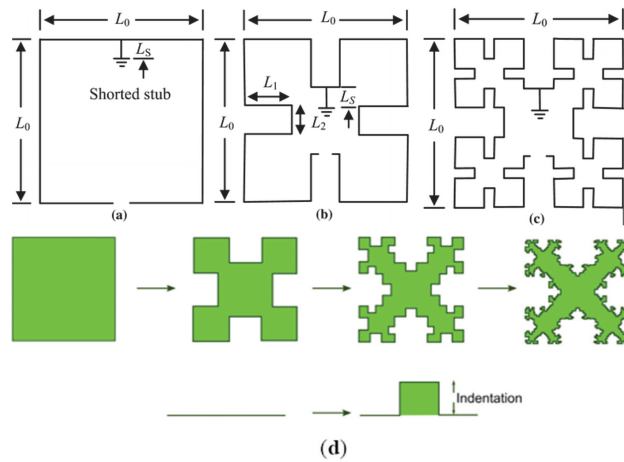 L0 L0 L0
LS
Shorted stub
L0
L1
LS
L0
L2
L0
(a)
(b)
(c)
Indentation
(d)